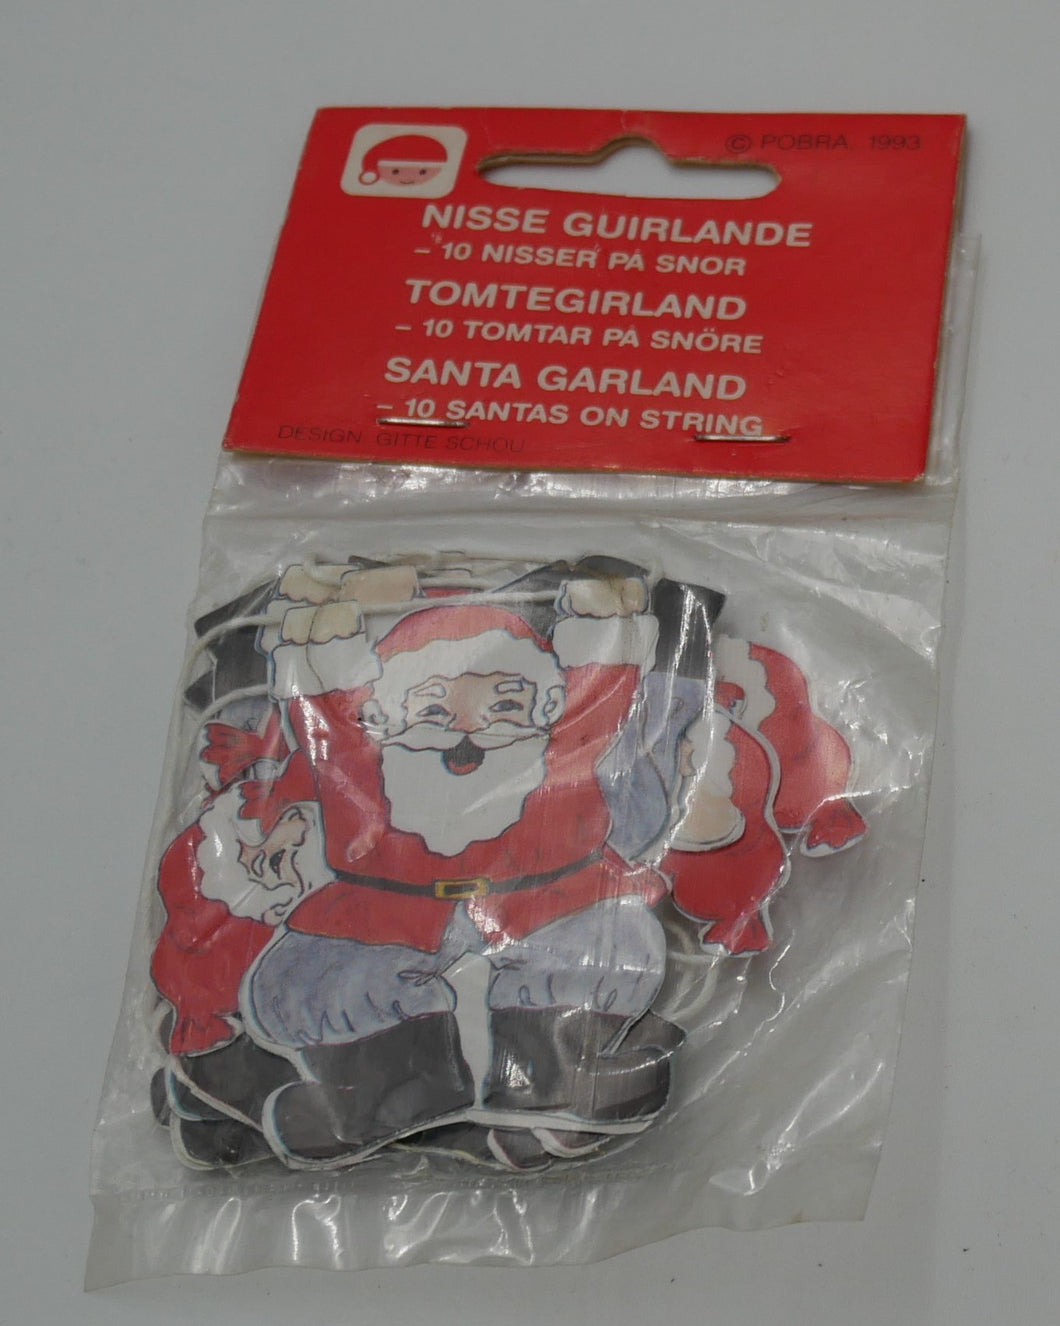 © POBRA, 1993
NISSE GUIRLANDE
- 10 NISSER PÅ SNOR
TOMTEGIRLAND
- 10 TOMTAR PÅ SNÖRE
SANTA GARLAND
- 10 SANTAS ON STRING
DESIGN GITTE SCHOU